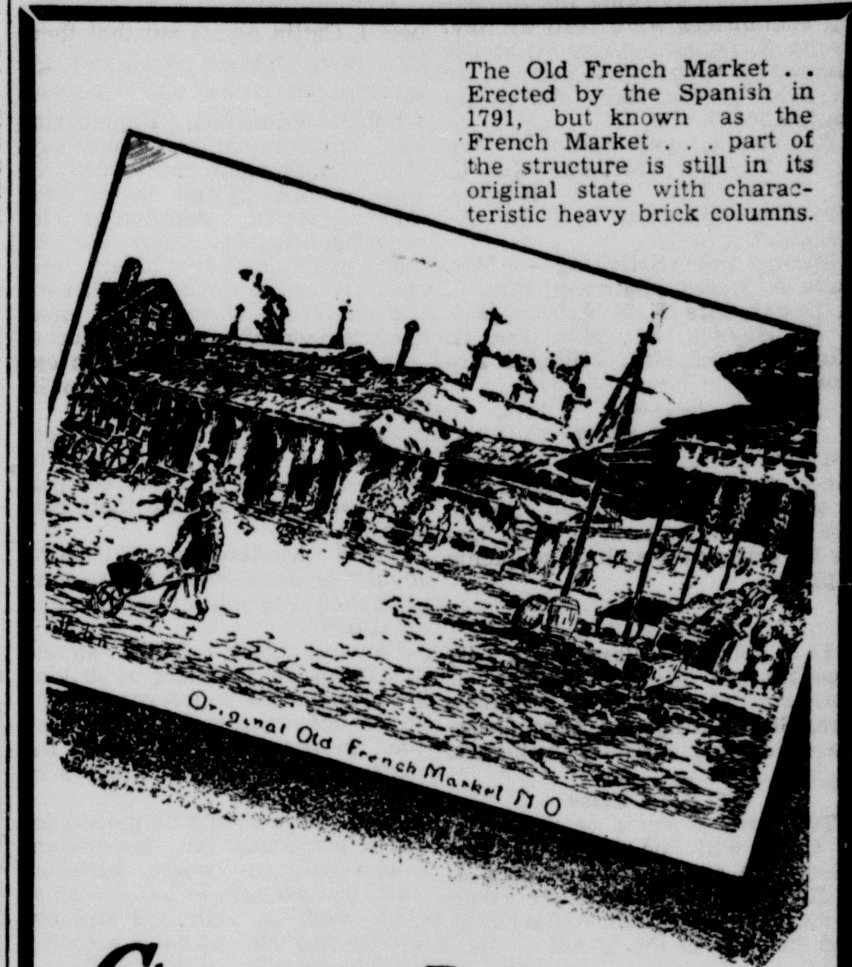 The Old French Market . .
Erected by the Spanish in
1791, but known as the
French Market . . . part of
the structure is still in its
original state with charac-
teristic heavy brick columns.
Original Old French Market N O